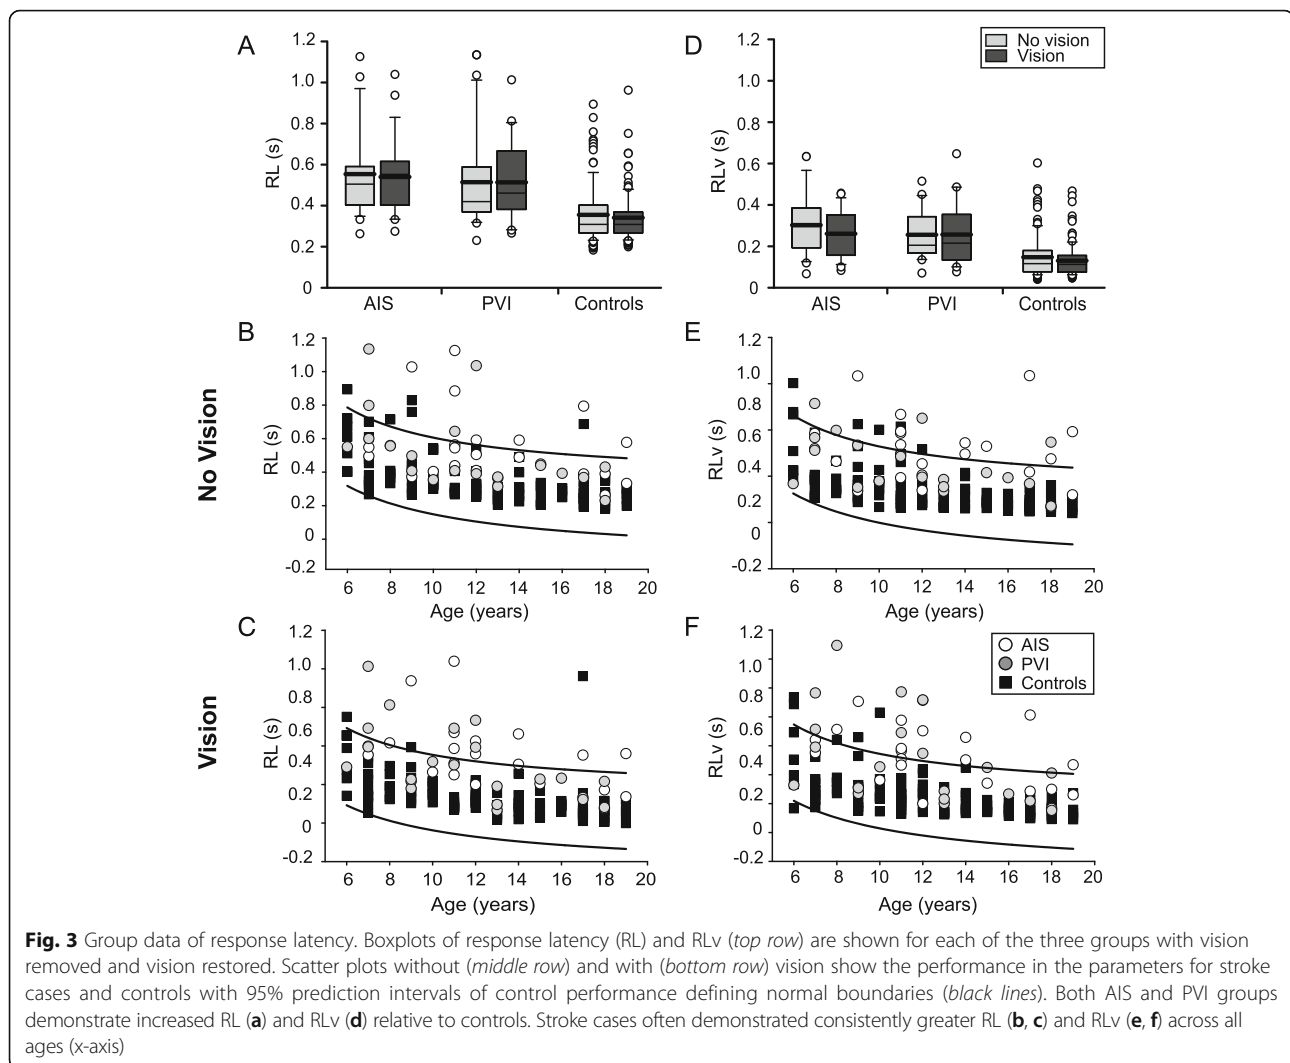 A
1.2
1.0
0.8
0.6
0.4
0.2
0
RL (s)
AIS
PVI
Controls
D
1.2
1.0
0.8
0.6
0.4
0.2
0
RLv (s)
AIS
PVI
Controls
No vision
Vision
No Vision
B
1.2
1.0
0.8
0.6
0.4
0.2
0
-0.2
RL (s)
6 8 10 12 14 16 18 20
Age (years)
E
1.2
1.0
0.8
0.6
0.4
0.2
0
-0.2
RLv (s)
6 8 10 12 14 16 18 20
Age (years)
Vision
C
1.2
1.0
0.8
0.6
0.4
0.2
0
-0.2
RL (s)
6 8 10 12 14 16 18 20
Age (years)
F
1.2
1.0
0.8
0.6
0.4
0.2
0
-0.2
RLv (s)
6 8 10 12 14 16 18 20
Age (years)
AIS
PVI
Controls
Fig. 3 Group data of response latency. Boxplots of response latency (RL) and RLv (top row) are shown for each of the three groups with vision
removed and vision restored. Scatter plots without (middle row) and with (bottom row) vision show the performance in the parameters for stroke
cases and controls with 95% prediction intervals of control performance defining normal boundaries (black lines). Both AIS and PVI groups
demonstrate increased RL (a) and RLv (d) relative to controls. Stroke cases often demonstrated consistently greater RL (b, c) and RLv (e, f) across all
ages (x-axis)